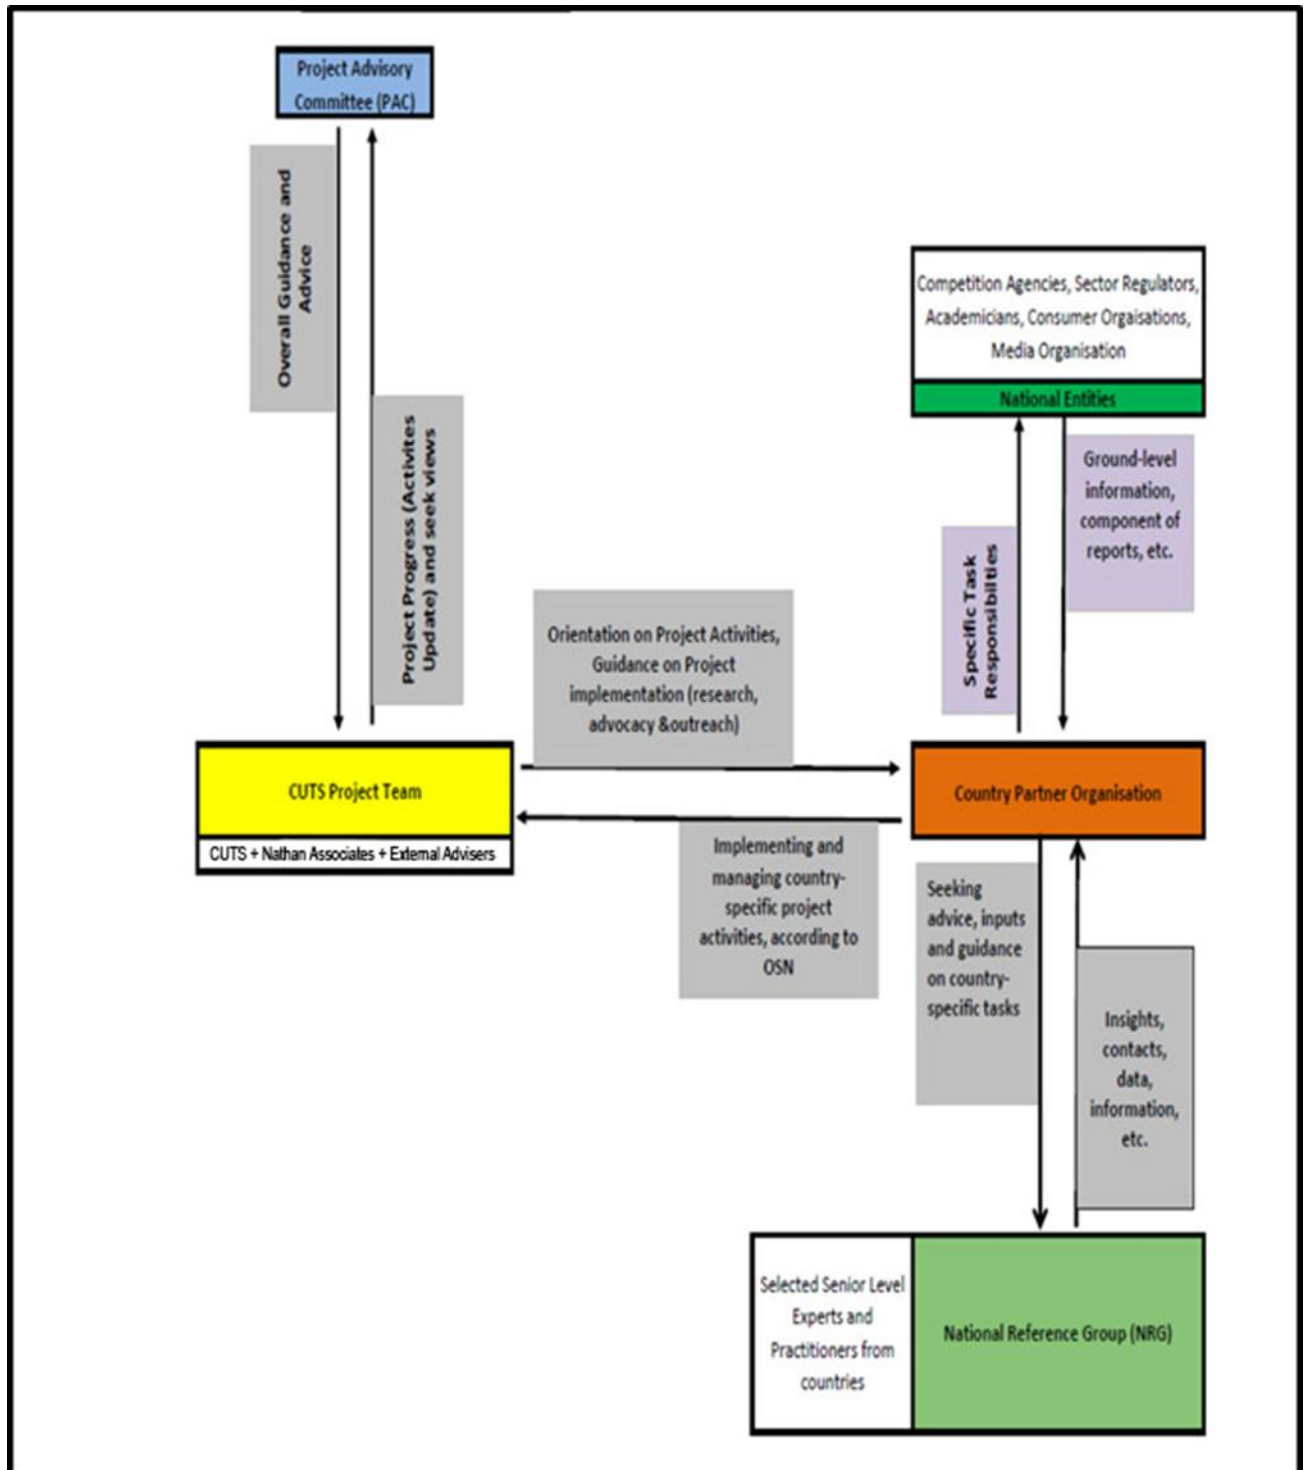 Project Advisory
Committee (PAC)
Overall Guidance and
Advice
Project Progress (Activites
Update) and seek views
Competition Agencies, Sector Regulators,
Academicians, Consumer Orgaisations,
Media Organisation
National Entities
Ground-level
information,
component of
reports, etc.
Specific Task
Responsibilties
Orientation on Project Activities,
Guidance on Project
implementation (research,
advocacy &outreach)
CUTS Project Team
CUTS + Nathan Associates + External Advisers
Country Partner Organisation
Implementing and
managing country-
specific project
activities, according to
OSN
Seeking
advice, inputs
and guidance
on country-
specific tasks
Insights,
contacts,
data,
information,
etc.
Selected Senior Level
Experts and
Practitioners from
countries
National Reference Group (NRG)